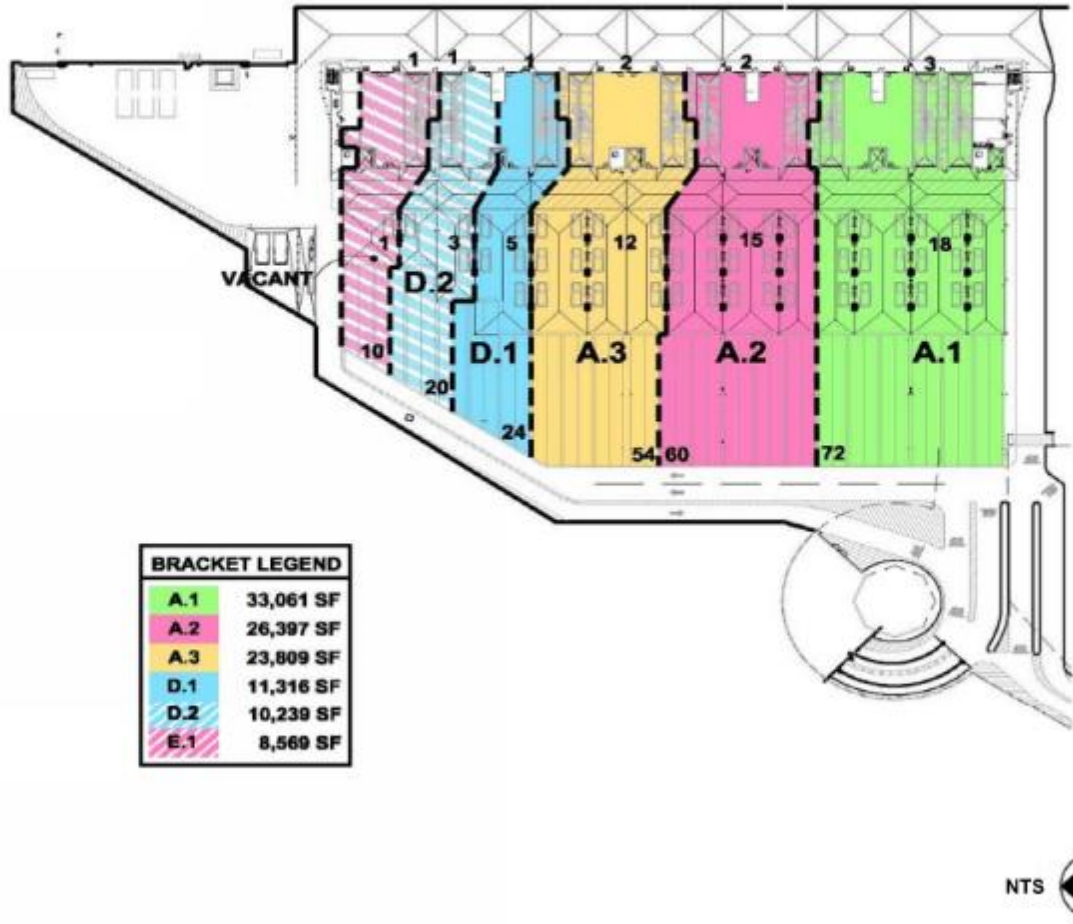 1 1 1 2 2 3
1 3 5 12 15 18
VACANT
D.2
10 D.1 A.3 A.2 A.1
20
24
54 60 72
BRACKET LEGEND
A.1 33,061 SF
A.2 26,397 SF
A.3 23,809 SF
D.1 11,316 SF
D.2 10,239 SF
E.1 8,569 SF
NTS